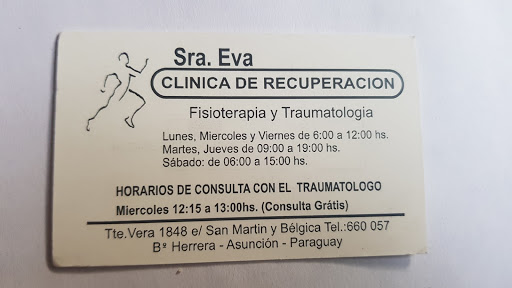 Sra. Eva
CLINICA DE RECUPERACION
Fisioterapia y Traumatologia
Lunes, Miercoles y Viernes de 6:00 a 12:00 hs.
Martes, Jueves de 09:00 a 19:00 hs.
Sábado: de 06:00 a 15:00 hs.
HORARIOS DE CONSULTA CON EL TRAUMATOLOGO
Miercoles 12:15 a 13:00hs. (Consulta Grátis)
Tte.Vera 1848 e/ San Martin y Bélgica Tel.:660 057
Bº Herrera - Asunción - Paraguay